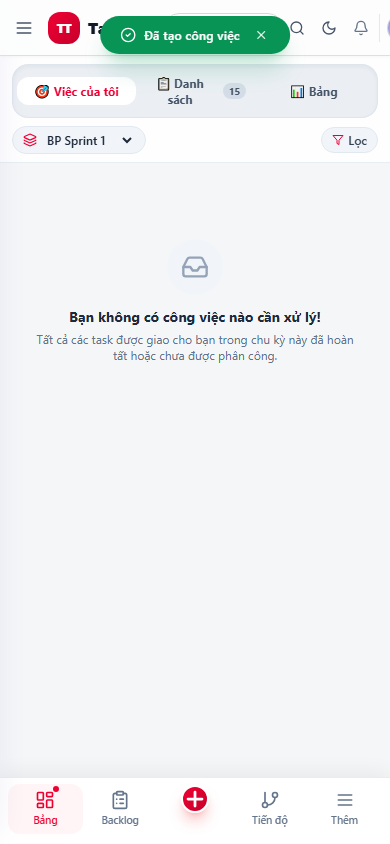 TT
Đã tạo công việc
Việc của tôi
Danh sách
15
Bảng
BP Sprint 1
Lọc
Bạn không có công việc nào cần xử lý!
Tất cả các task được giao cho bạn trong chu kỳ này đã hoàn
tất hoặc chưa được phân công.
Bảng
Backlog
Tiến độ
Thêm